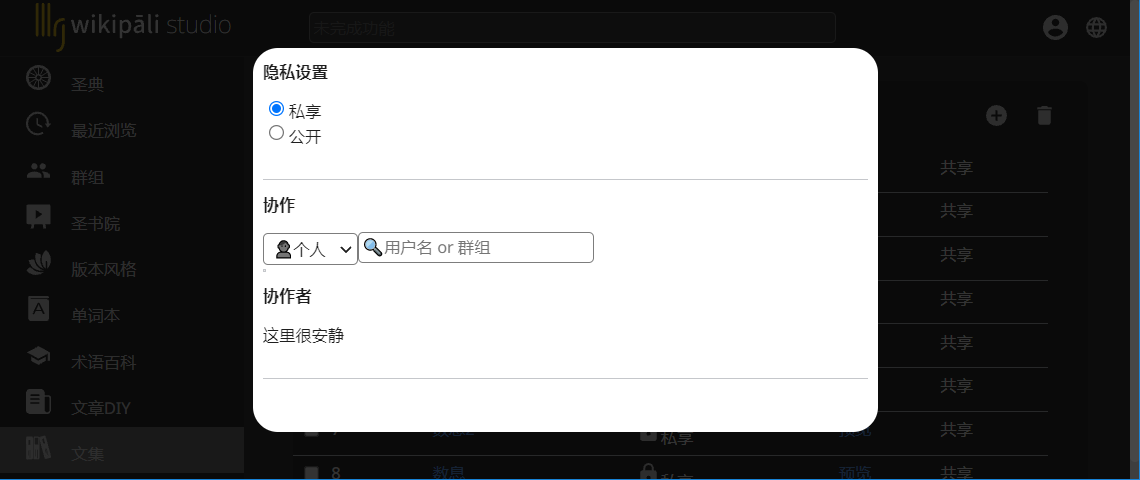 wikipāli studio
未完成功能
圣典
最近浏览
群组
圣书院
版本风格
单词本
术语百科
文章DIY
文集
隐私设置
私享
公开
协作
个人
用户名 or 群组
协作者
这里很安静
共享
共享
共享
共享
共享
共享
私享 预览 共享
8 数息 私享 预览 共享